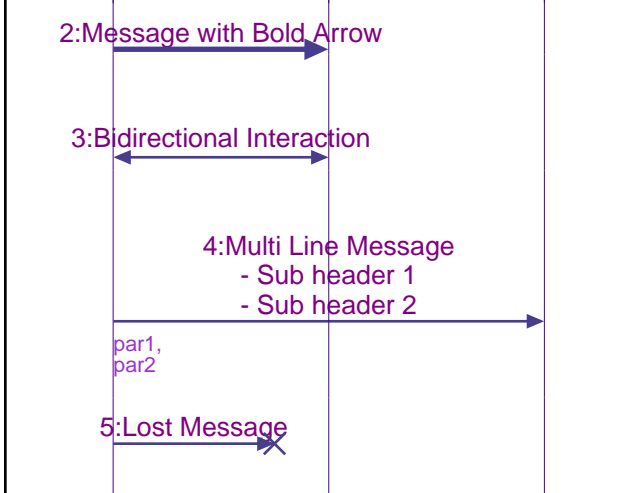 2:Message with Bold Arrow
3:Bidirectional Interaction
4:Multi Line Message
- Sub header 1
- Sub header 2
par1,
par2
5:Lost Message